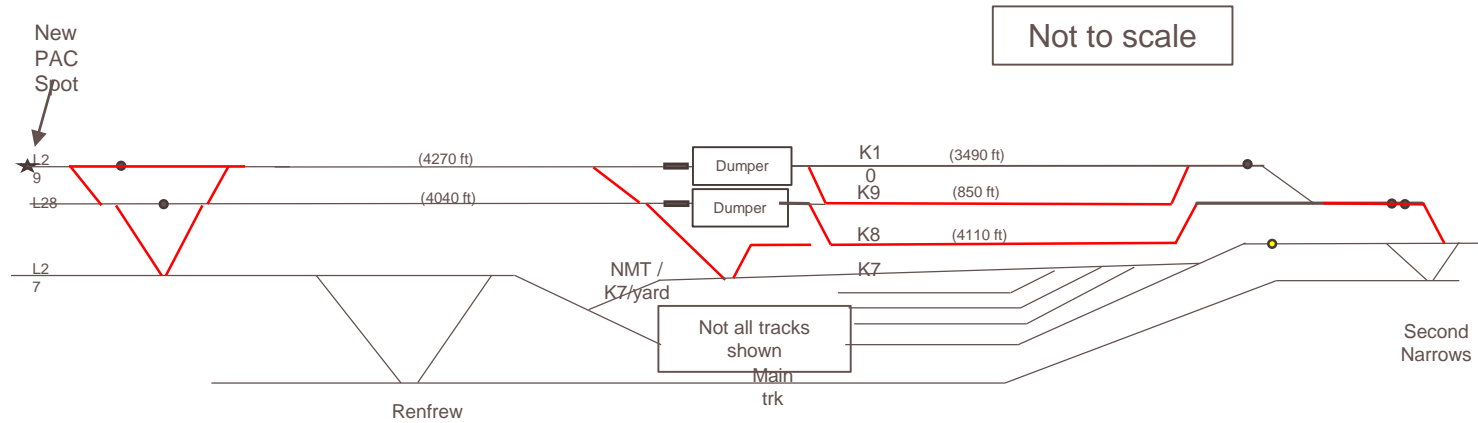 New
PAC
Spot
Not to scale
L2
9
(4270 ft)
Dumper
K1
0
(3490 ft)
L28
(4040 ft)
Dumper
K9
(850 ft)
K8
(4110 ft)
L2
7
NMT /
K7/yard
K7
Not all tracks
shown
Main
trk
Second
Narrows
Renfrew